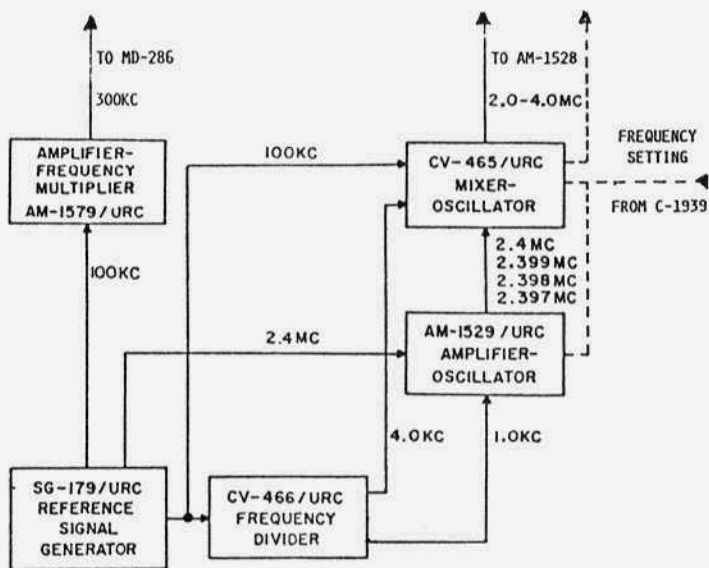 TO MD-286
300KC
AMPLIFIER-
FREQUENCY
MULTIPLIER
AM-1579/URC
100KC
TO AM-1528
2.0-4.0MC
FREQUENCY
SETTING
FROM C-1939
100KC
CV-465/URC
MIXER-
OSCILLATOR
2.4 MC
2.399MC
2.398MC
2.397MC
2.4MC
AM-1529/URC
AMPLIFIER-
OSCILLATOR
4.0KC
1.0KC
SG-179/URC
REFERENCE
SIGNAL
GENERATOR
CV-466/URC
FREQUENCY
DIVIDER